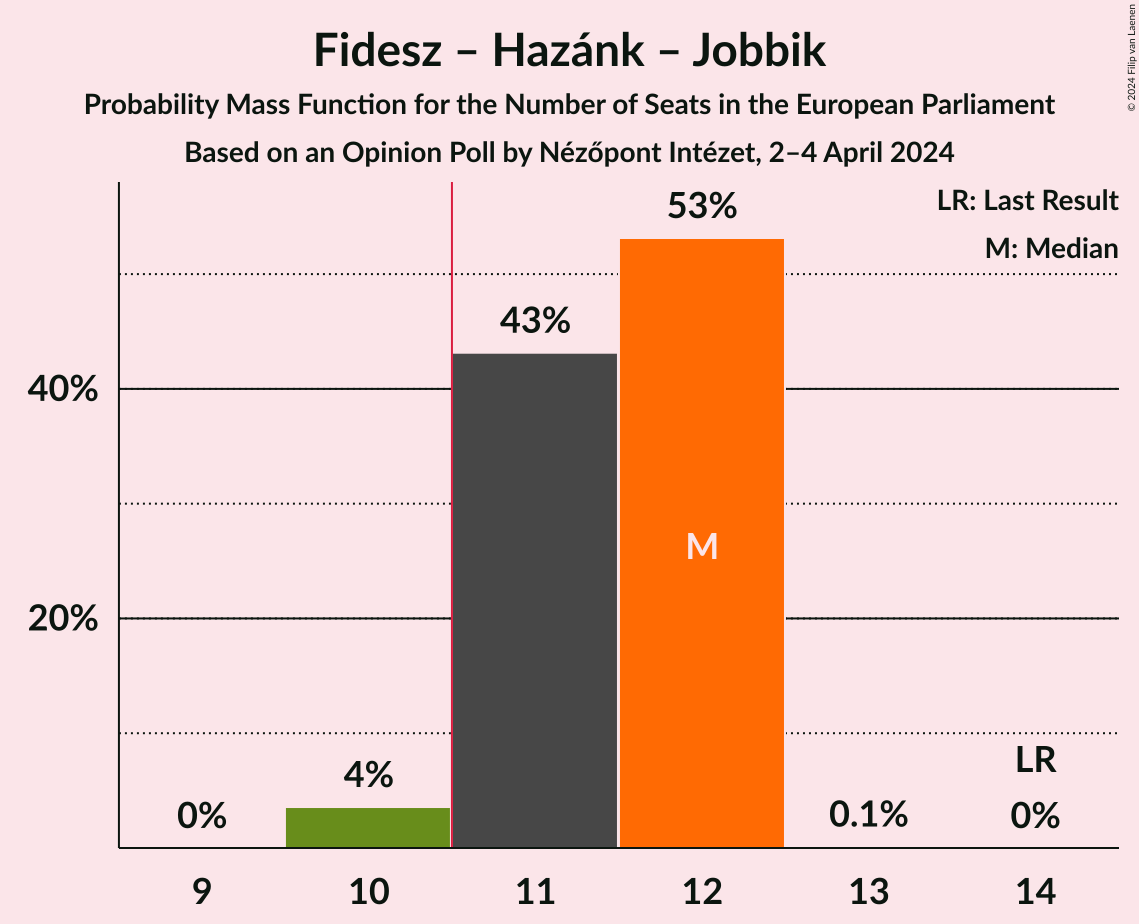 Fidesz – Hazánk – Jobbik
Probability Mass Function for the Number of Seats in the European Parliament
Based on an Opinion Poll by Nézőpont Intézet, 2–4 April 2024
© 2024 Filip van Laenen
LR: Last Result
M: Median
53%
43%
40%
M
20%
LR
4%
0%
0.1%
0%
9 10 11 12 13 14